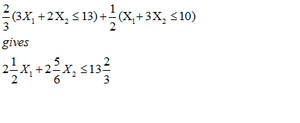 2/3(3X₁ + 2X₂ ≤ 13) + 1/2(X₁ + 3X₂ ≤ 10)
gives
2 1/2 X₁ + 2 5/6 X₂ ≤ 13 2/3